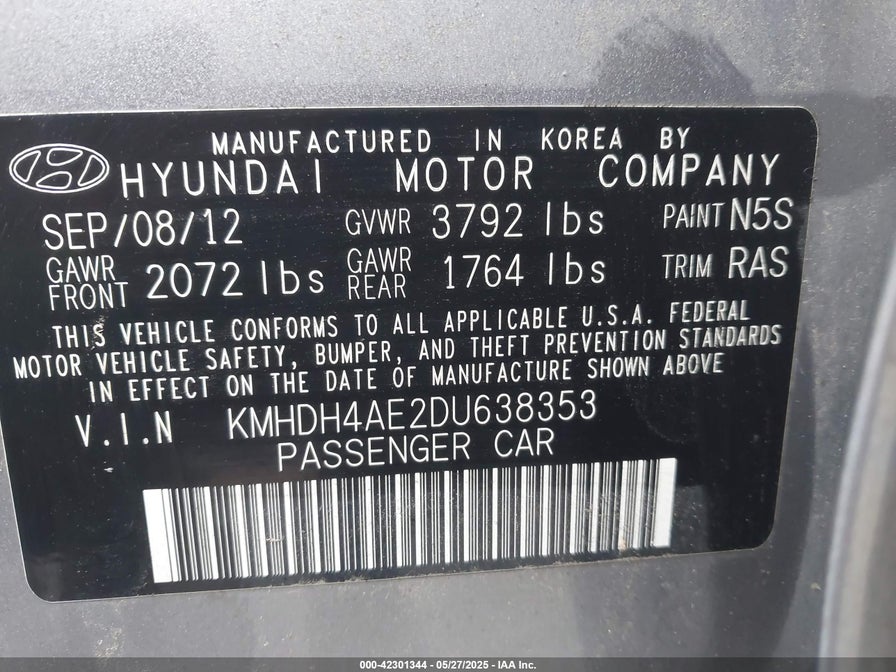 MANUFACTURED IN KOREA BY
HYUNDAI MOTOR COMPANY
SEP/08/12 GVWR 3792 lbs PAINT N5S
GAWR FRONT 2072 lbs GAWR REAR 1764 lbs TRIM RAS
THIS VEHICLE CONFORMS TO ALL APPLICABLE U.S.A. FEDERAL
MOTOR VEHICLE SAFETY, BUMPER, AND THEFT PREVENTION STANDARDS
IN EFFECT ON THE DATE OF MANUFACTURE SHOWN ABOVE
V.I.N KMHDH4AE2DU638353
PASSENGER CAR
000-42301344 — 05/27/2025 — IAA Inc.